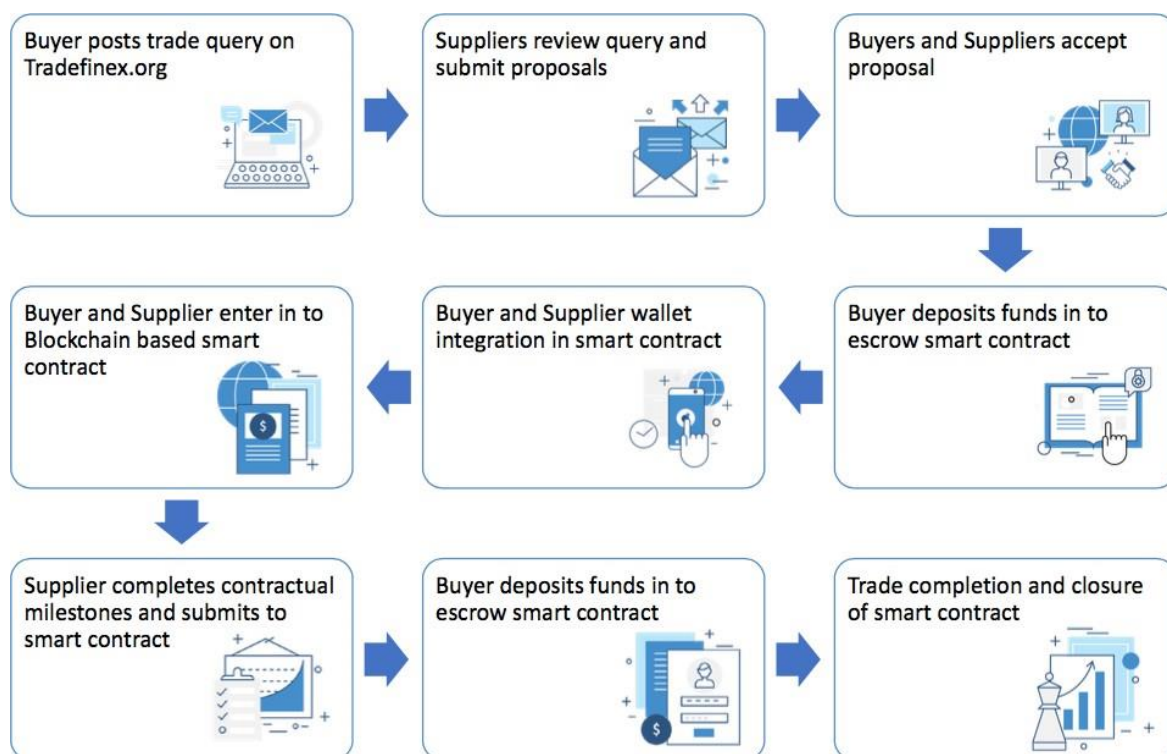 Buyer posts trade query on
Tradefinex.org
Suppliers review query and
submit proposals
Buyers and Suppliers accept
proposal
Buyer deposits funds in to
escrow smart contract
Buyer and Supplier wallet
integration in smart contract
Buyer and Supplier enter in to
Blockchain based smart
contract
$
Supplier completes contractual
milestones and submits to
smart contract
Buyer deposits funds in to
escrow smart contract
$
Trade completion and closure
of smart contract